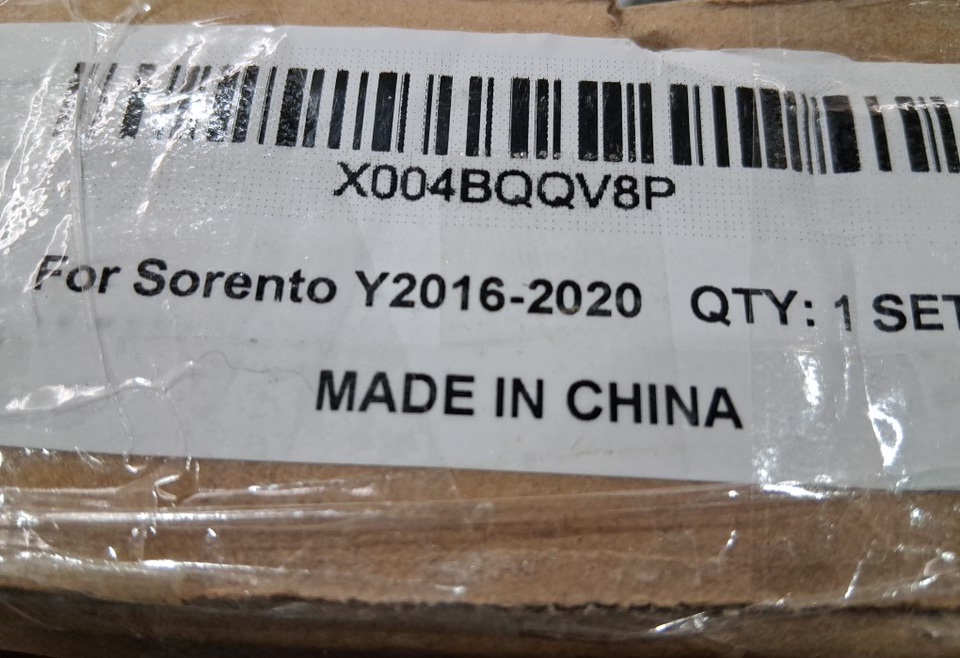 X004BQQV8P
For Sorento Y2016-2020 QTY: 1 SET
MADE IN CHINA